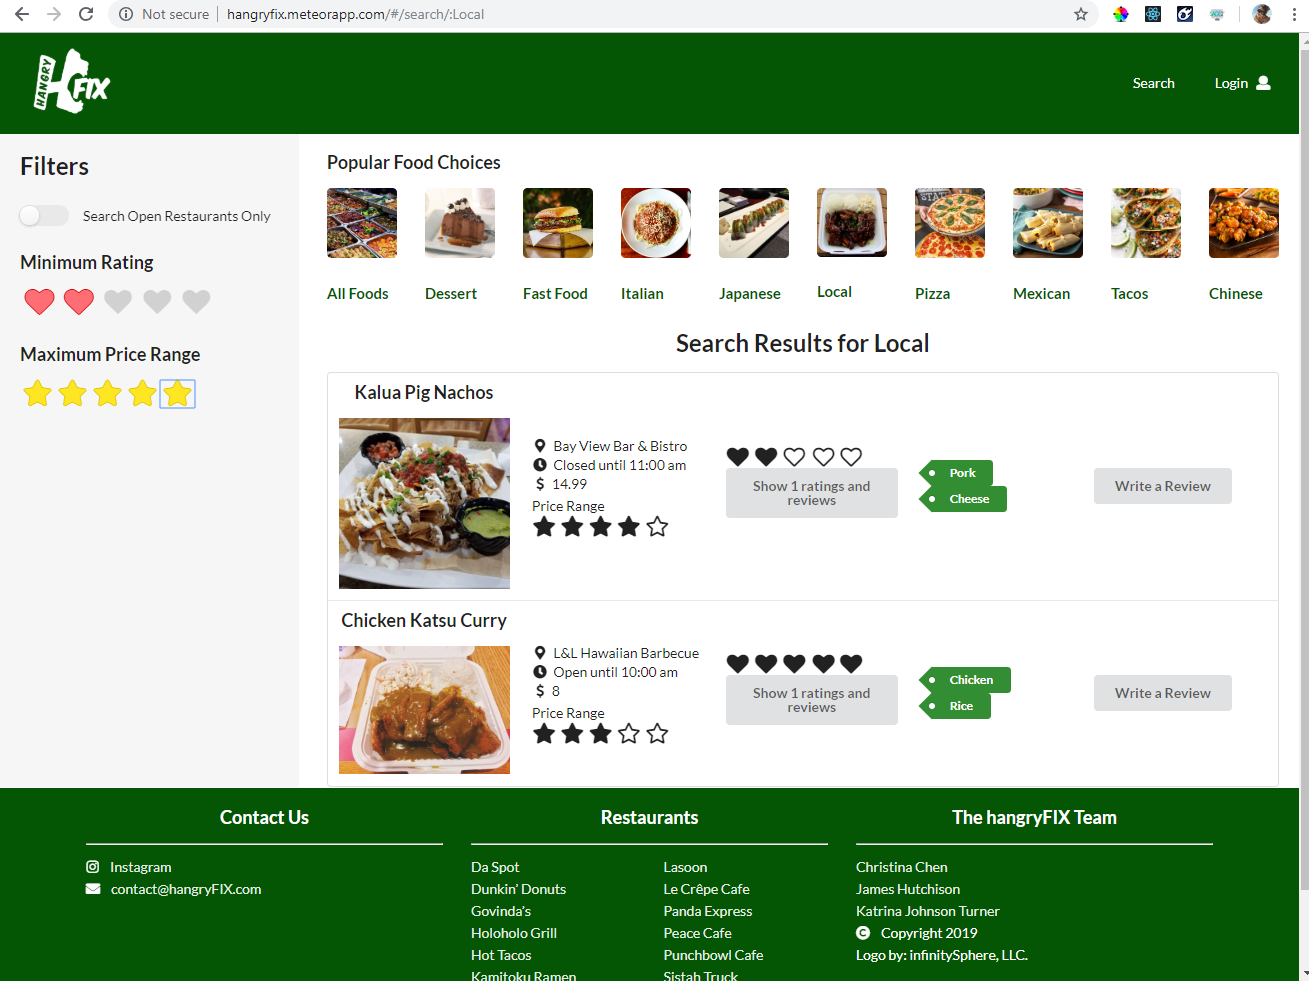 Not secure
hangryfix.meteorapp.com/#/search/:Local
HANGRY
FIX
Search
Login
Filters
Search Open Restaurants Only
Minimum Rating
Maximum Price Range
Popular Food Choices
All Foods
Dessert
Fast Food
Italian
Japanese
Local
Pizza
Mexican
Tacos
Chinese
Search Results for Local
Kalua Pig Nachos
Bay View Bar & Bistro
Closed until 11:00 am
$ 14.99
Price Range
Show 1 ratings and
reviews
Pork
Cheese
Write a Review
Chicken Katsu Curry
L&L Hawaiian Barbecue
Open until 10:00 am
$ 8
Price Range
Show 1 ratings and
reviews
Chicken
Rice
Write a Review
Contact Us
Instagram
contact@hangryFIX.com
Restaurants
Da Spot
Dunkin' Donuts
Govinda's
Holoholo Grill
Hot Tacos
Kamitoku Ramen
Lasoon
Le Crêpe Cafe
Panda Express
Peace Cafe
Punchbowl Cafe
Sistah Truck
The hangryFIX Team
Christina Chen
James Hutchison
Katrina Johnson Turner
Copyright 2019
Logo by: infinitySphere, LLC.